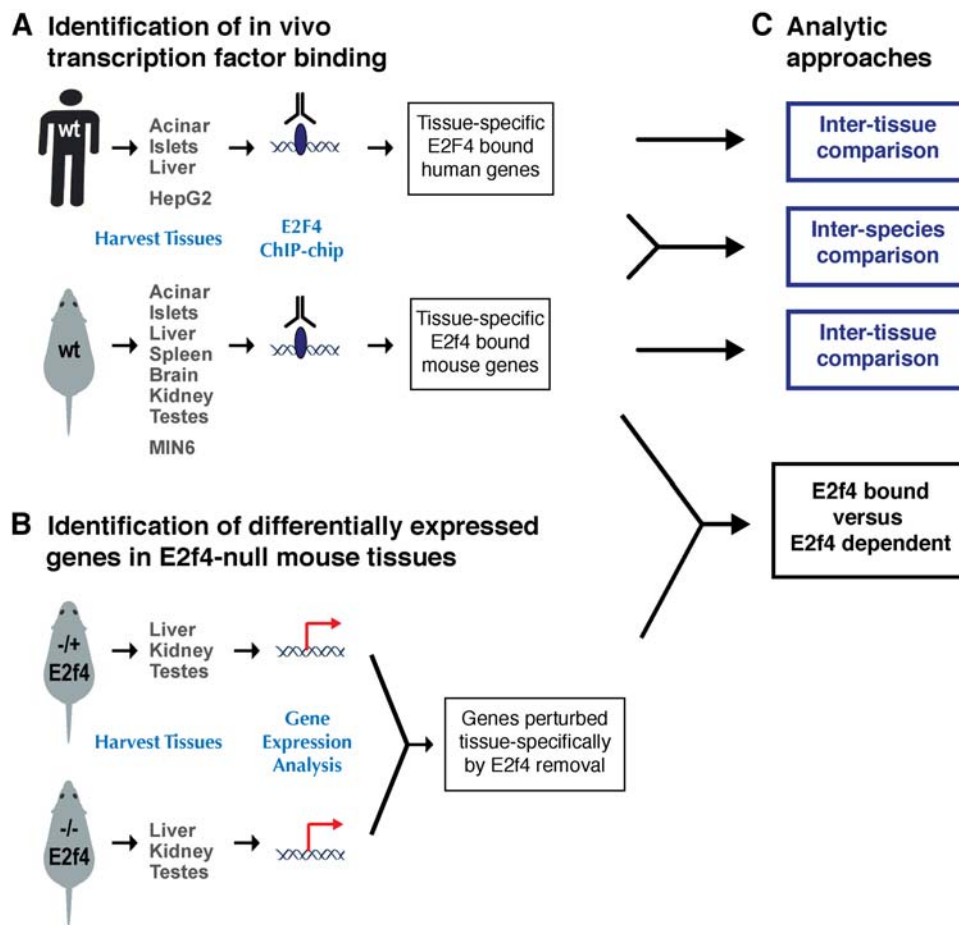 A Identification of in vivo
transcription factor binding
wt
Acinar
Islets
Liver
HepG2
Harvest Tissues
E2F4
ChIP-chip
Tissue-specific
E2F4 bound
human genes
wt
Acinar
Islets
Liver
Spleen
Brain
Kidney
Testes
MIN6
Tissue-specific
E2f4 bound
mouse genes
B Identification of differentially expressed
genes in E2f4-null mouse tissues
-/+
E2f4
Liver
Kidney
Testes
Harvest Tissues
Gene
Expression
Analysis
-/-
E2f4
Liver
Kidney
Testes
Genes perturbed
tissue-specifically
by E2f4 removal
C Analytic
approaches
Inter-tissue
comparison
Inter-species
comparison
Inter-tissue
comparison
E2f4 bound
versus
E2f4 dependent